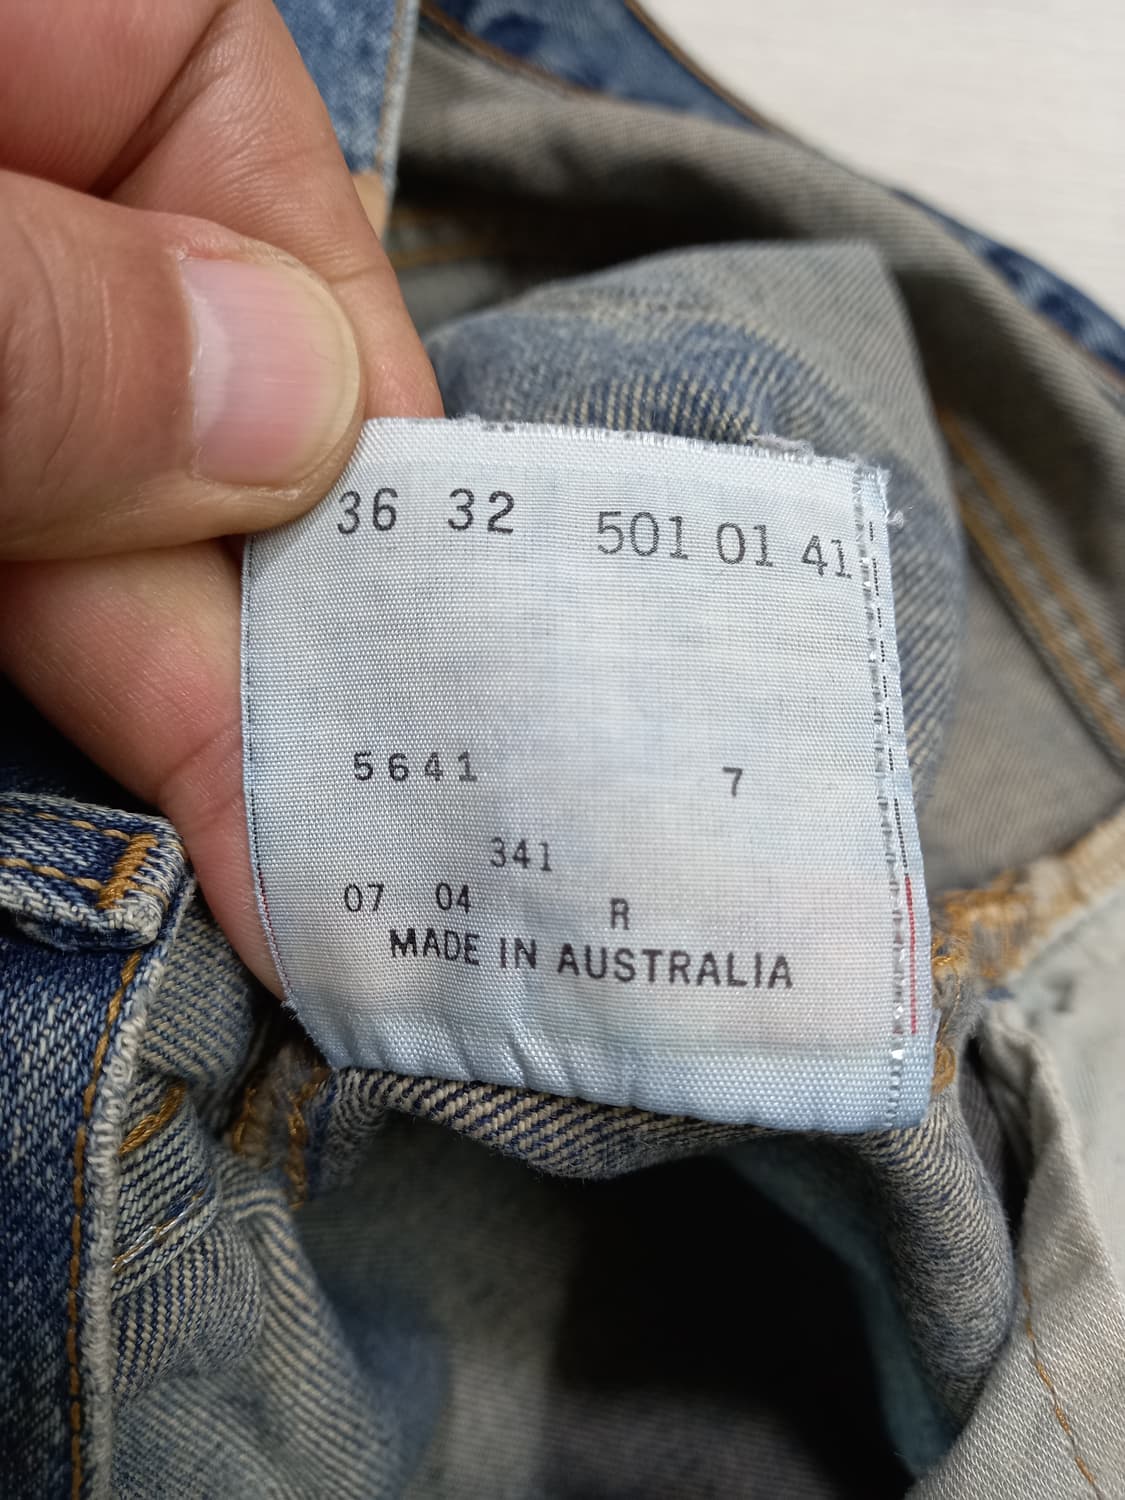 36 32 501 01 41
5641 7
341
07 04 R
MADE IN AUSTRALIA